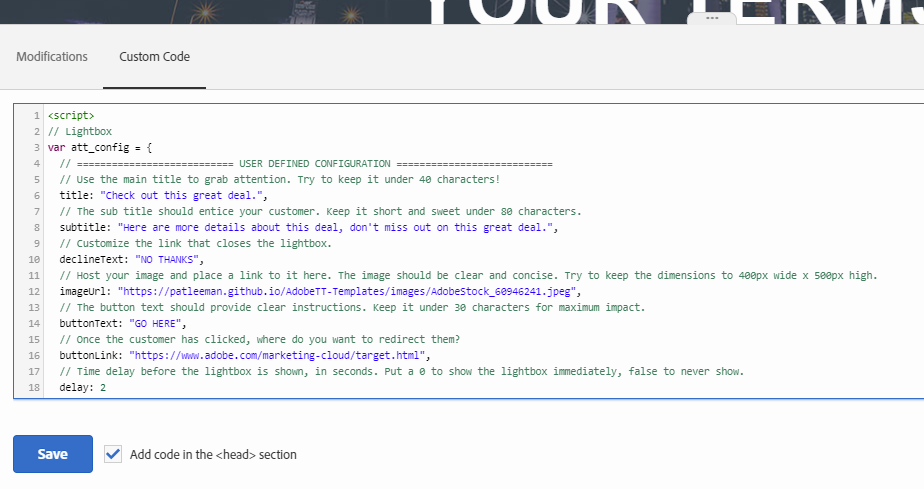 YOUR TERMS
Modifications
Custom Code
1 <script>
2 // Lightbox
3 var att_config = {
4 // =========================== USER DEFINED CONFIGURATION ===========================
5 // Use the main title to grab attention. Try to keep it under 40 characters!
6 title: "Check out this great deal.",
7 // The sub title should entice your customer. Keep it short and sweet under 80 characters.
8 subtitle: "Here are more details about this deal, don't miss out on this great deal.",
9 // Customize the link that closes the lightbox.
10 declineText: "NO THANKS",
11 // Host your image and place a link to it here. The image should be clear and concise. Try to keep the dimensions to 400px wide x 500px high.
12 imageUrl: "https://patleeman.github.io/AdobeTT-Templates/images/AdobeStock_60946241.jpeg",
13 // The button text should provide clear instructions. Keep it under 30 characters for maximum impact.
14 buttonText: "GO HERE",
15 // Once the customer has clicked, where do you want to redirect them?
16 buttonLink: "https://www.adobe.com/marketing-cloud/target.html",
17 // Time delay before the lightbox is shown, in seconds. Put a 0 to show the lightbox immediately, false to never show.
18 delay: 2
Save
Add code in the <head> section